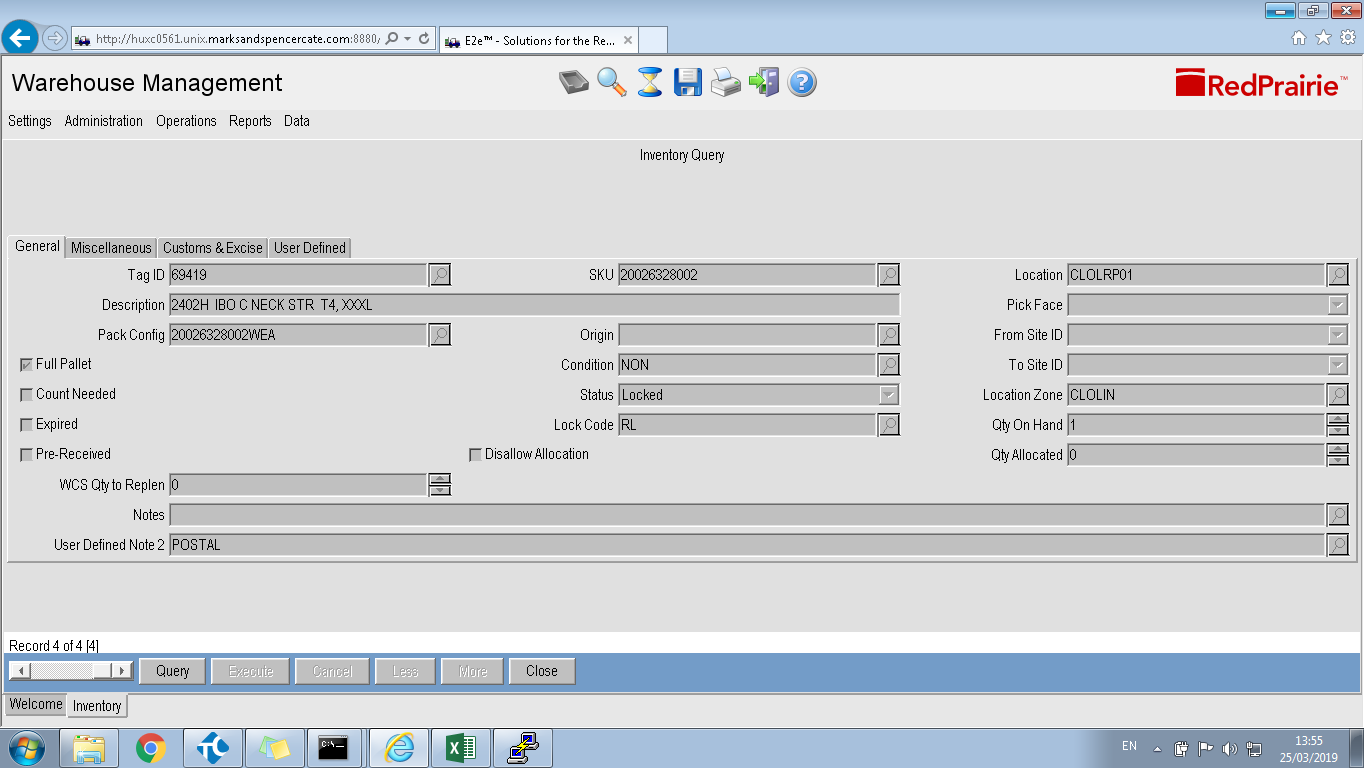 http://huxc0561.unix.marksandspencercate.com:8880/
E2e™ - Solutions for the Re...
Warehouse Management
RedPrairie™
Settings Administration Operations Reports Data
Inventory Query
General Miscellaneous Customs & Excise User Defined
Tag ID 69419 SKU 20026328002 Location CLOLRP01
Description 2402H IBO C NECK STR T4, XXXL Pick Face
Pack Config 20026328002WEA Origin From Site ID
Full Pallet Condition NON To Site ID
Count Needed Status Locked Location Zone CLOLIN
Expired Lock Code RL Qty On Hand 1
Pre-Received Disallow Allocation Qty Allocated 0
WCS Qty to Replen 0
Notes
User Defined Note 2 POSTAL
Record 4 of 4 [4]
Query Execute Cancel Less More Close
Welcome Inventory
EN 13:55
25/03/2019